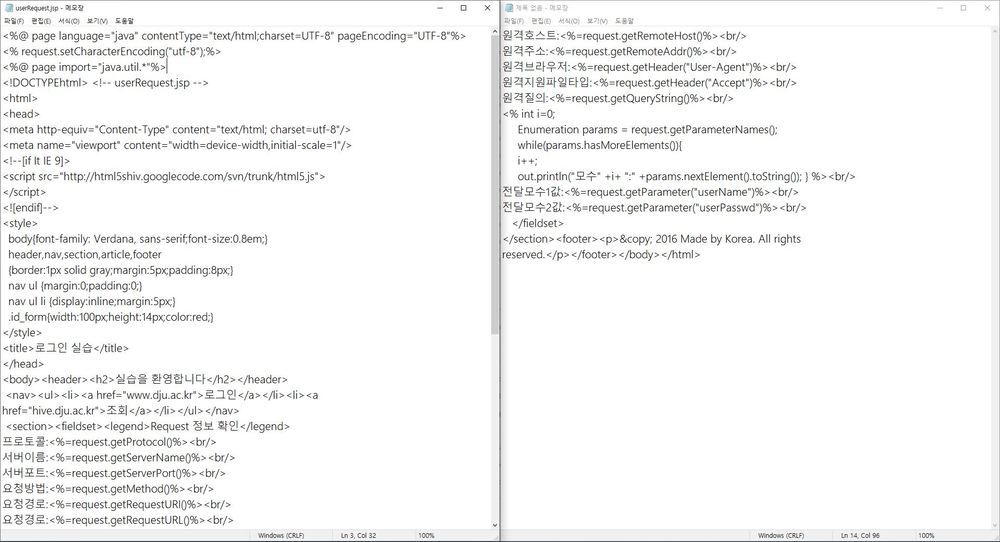 userRequest.jsp - 메모장
파일(F) 편집(E) 서식(O) 보기(V) 도움말
<%@ page language="java" contentType="text/html;charset=UTF-8" pageEncoding="UTF-8"%>
<% request.setCharacterEncoding("utf-8");%>
<%@ page import="java.util.*"%>
<!DOCTYPEhtml> <!-- userRequest.jsp -->
<html>
<head>
<meta http-equiv="Content-Type" content="text/html; charset=utf-8"/>
<meta name="viewport" content="width=device-width,initial-scale=1"/>
<!--[if lt IE 9]>
<script src="http://html5shiv.googlecode.com/svn/trunk/html5.js">
</script>
<![endif]-->
<style>
body{font-family: Verdana, sans-serif;font-size:0.8em;}
header,nav,section,article,footer
{border:1px solid gray;margin:5px;padding:8px;}
nav ul {margin:0;padding:0;}
nav ul li {display:inline;margin:5px;}
.id_form{width:100px;height:14px;color:red;}
</style>
<title>로그인 실습</title>
</head>
<body><header><h2>실습을 환영합니다</h2></header>
<nav><ul><li><a href="www.dju.ac.kr">로그인</a></li><li><a
href="hive.dju.ac.kr">조회</a></li></ul></nav>
<section><fieldset><legend>Request 정보 확인</legend>
프로토콜:<%=request.getProtocol()%><br/>
서버이름:<%=request.getServerName()%><br/>
서버포트:<%=request.getServerPort()%><br/>
요청방법:<%=request.getMethod()%><br/>
요청경로:<%=request.getRequestURI()%><br/>
요청경로:<%=request.getRequestURL()%><br/>
Windows (CRLF) Ln 3, Col 32 100%
제목 없음 - 메모장
파일(F) 편집(E) 서식(O) 보기(V) 도움말
원격호스트:<%=request.getRemoteHost()%><br/>
원격주소:<%=request.getRemoteAddr()%><br/>
원격브라우저:<%=request.getHeader("User-Agent")%><br/>
원격지원파일타입:<%=request.getHeader("Accept")%><br/>
원격질의:<%=request.getQueryString()%><br/>
<% int i=0;
Enumeration params = request.getParameterNames();
while(params.hasMoreElements()){
i++;
out.println("모수" +i+ ":" +params.nextElement().toString()); } %><br/>
전달모수1값:<%=request.getParameter("userName")%><br/>
전달모수2값:<%=request.getParameter("userPasswd")%><br/>
</fieldset>
</section><footer><p>&copy; 2016 Made by Korea. All rights
reserved.</p></footer></body></html>
Windows (CRLF) Ln 14, Col 96 100%